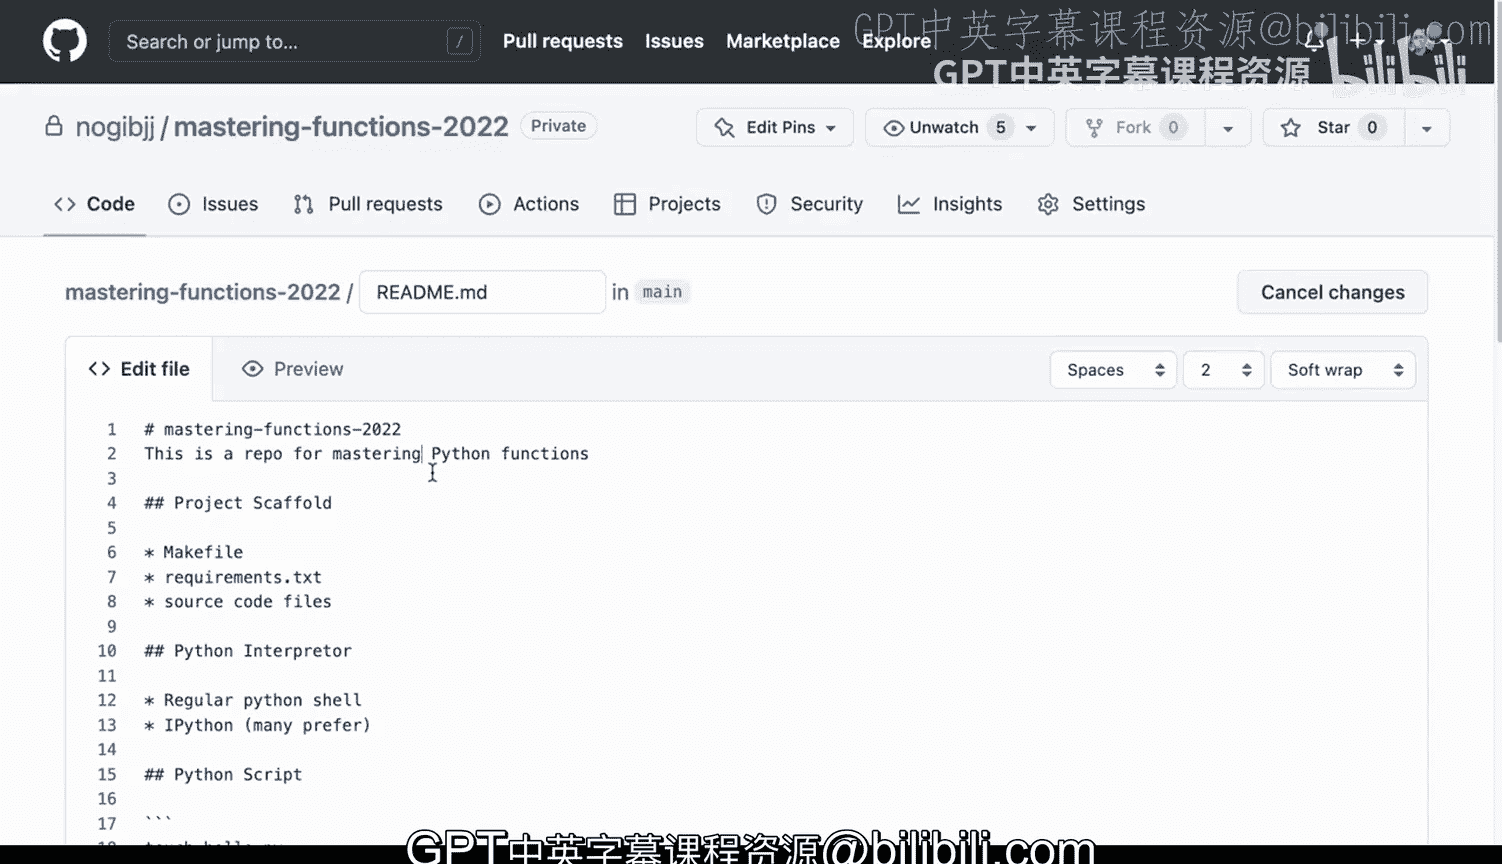 Search or jump to... / Pull requests Issues Marketplace Explore
GPT中英字幕课程资源@bilibili.com
GPT中英字幕课程资源 bilibili
nogibjj / mastering-functions-2022 Private Edit Pins Unwatch 5 Fork 0 Star 0
Code Issues Pull requests Actions Projects Security Insights Settings
mastering-functions-2022 / README.md in main Cancel changes
Edit file Preview Spaces 2 Soft wrap
1 # mastering-functions-2022
2 This is a repo for mastering Python functions
3
4 ## Project Scaffold
5
6 * Makefile
7 * requirements.txt
8 * source code files
9
10 ## Python Interpretor
11
12 * Regular python shell
13 * IPython (many prefer)
14
15 ## Python Script
16
17 ```
GPT中英字幕课程资源@bilibili.com